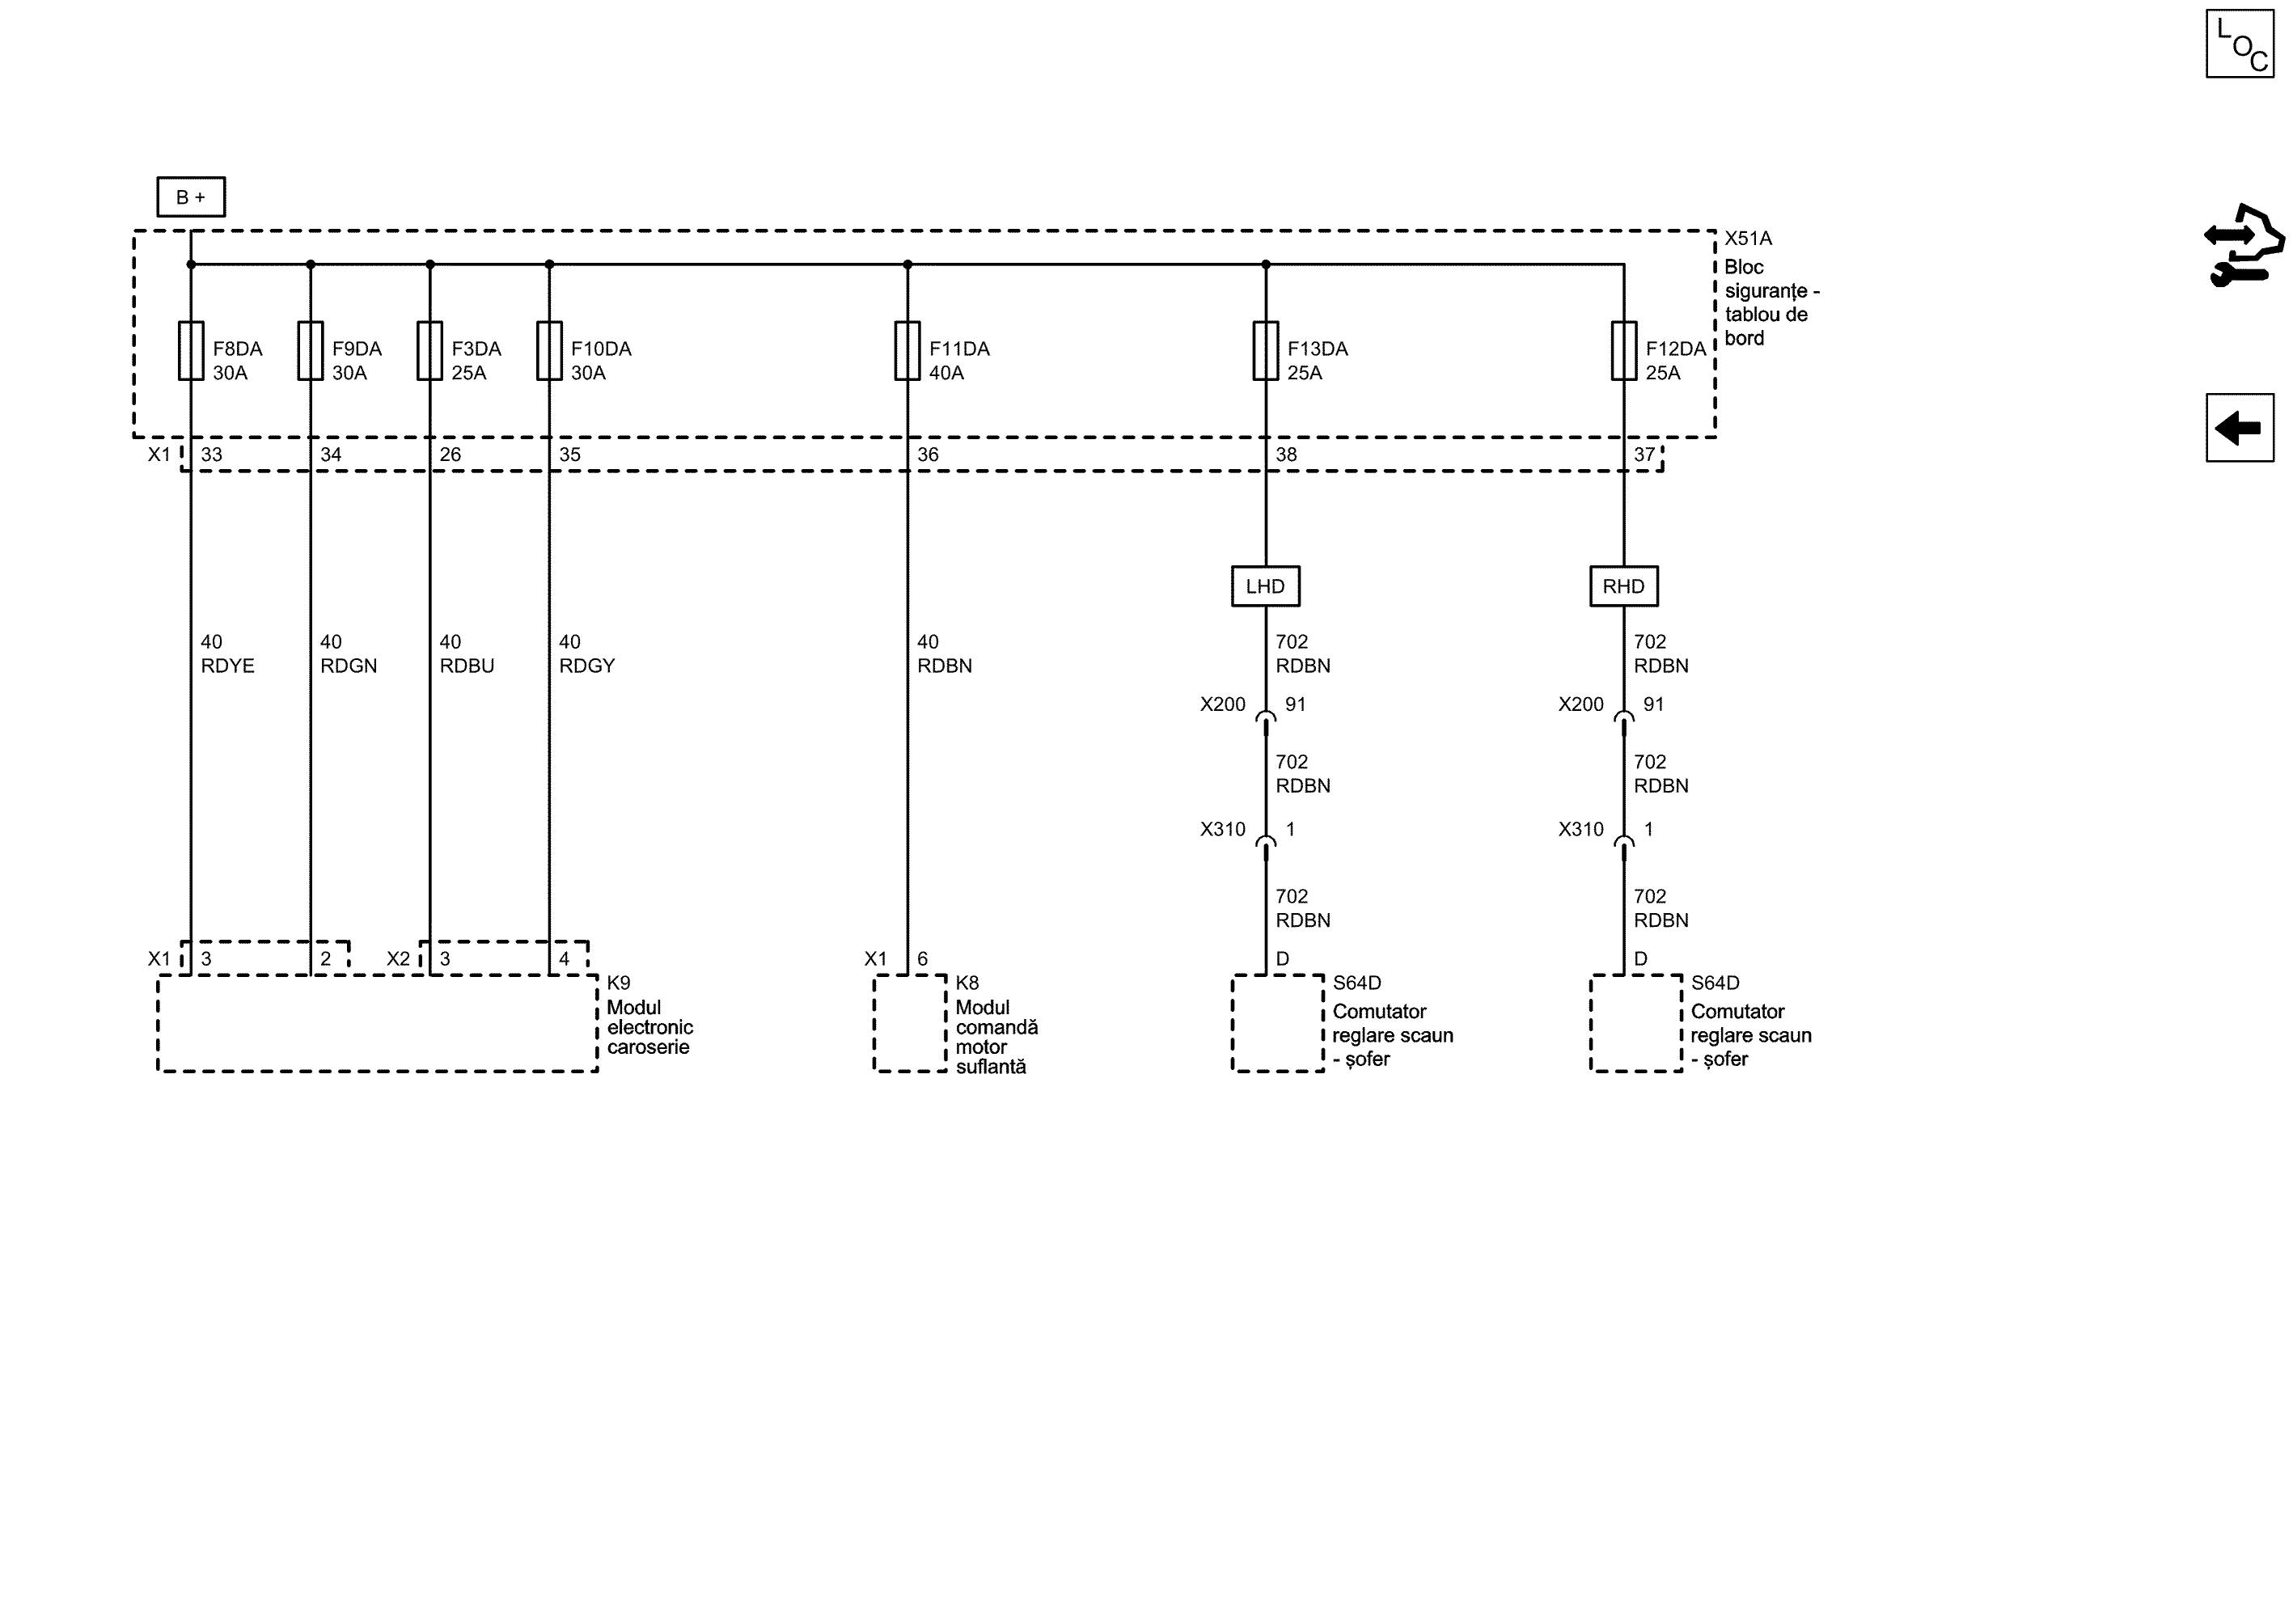 L
O
C
B +
X51A
Bloc
siguranțe -
tablou de
bord
F8DA
30A
F9DA
30A
F3DA
25A
F10DA
30A
F11DA
40A
F13DA
25A
F12DA
25A
X1 33 34 26 35 36 38 37
LHD
RHD
40
RDYE
40
RDGN
40
RDBU
40
RDGY
40
RDBN
702
RDBN
702
RDBN
X200 91
X200 91
702
RDBN
702
RDBN
X310 1
X310 1
702
RDBN
702
RDBN
X1 3 2 X2 3 4 X1 6 D D
K9
Modul
electronic
caroserie
K8
Modul
comandă
motor
suflantă
S64D
Comutator
reglare scaun
- șofer
S64D
Comutator
reglare scaun
- șofer